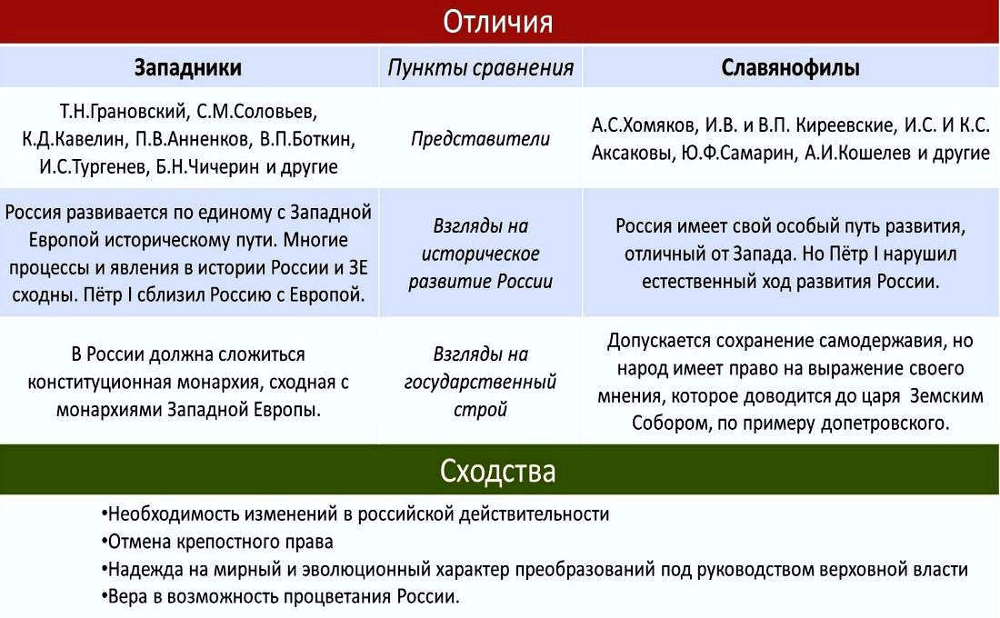 Отличия
Западники
Пункты сравнения
Славянофилы
Т.Н.Грановский, С.М.Соловьев,
К.Д.Кавелин, П.В.Анненков, В.П.Боткин,
И.С.Тургенев, Б.Н.Чичерин и другие
Представители
А.С.Хомяков, И.В. и В.П. Киреевские, И.С. И К.С.
Аксаковы, Ю.Ф.Самарин, А.И.Кошелев и другие
Россия развивается по единому с Западной
Европой историческому пути. Многие
процессы и явления в истории России и ЗЕ
сходны. Пётр I сблизил Россию с Европой.
Взгляды на
историческое
развитие России
Россия имеет свой особый путь развития,
отличный от Запада. Но Пётр I нарушил
естественный ход развития России.
В России должна сложиться
конституционная монархия, сходная с
монархиями Западной Европы.
Взгляды на
государственный
строй
Допускается сохранение самодержавия, но
народ имеет право на выражение своего
мнения, которое доводится до царя Земским
Собором, по примеру допетровского.
Сходства
•Необходимость изменений в российской действительности
•Отмена крепостного права
•Надежда на мирный и эволюционный характер преобразований под руководством верховной власти
•Вера в возможность процветания России.